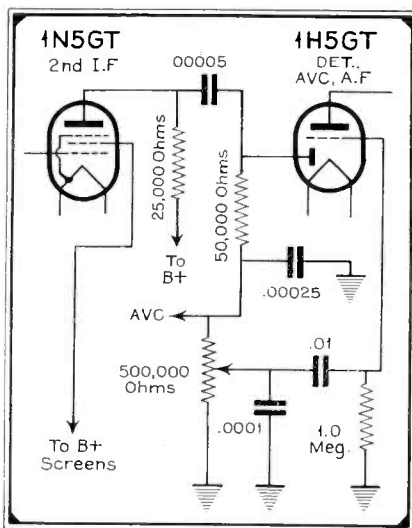 1N5GT
2nd I.F
1H5GT
DET.,
AVC, A.F
.00005
25,000 Ohms
50,000 Ohms
To
B+
.00025
AVC
500,000
Ohms
.01
.0001
1.0
Meg.
To B+
Screens